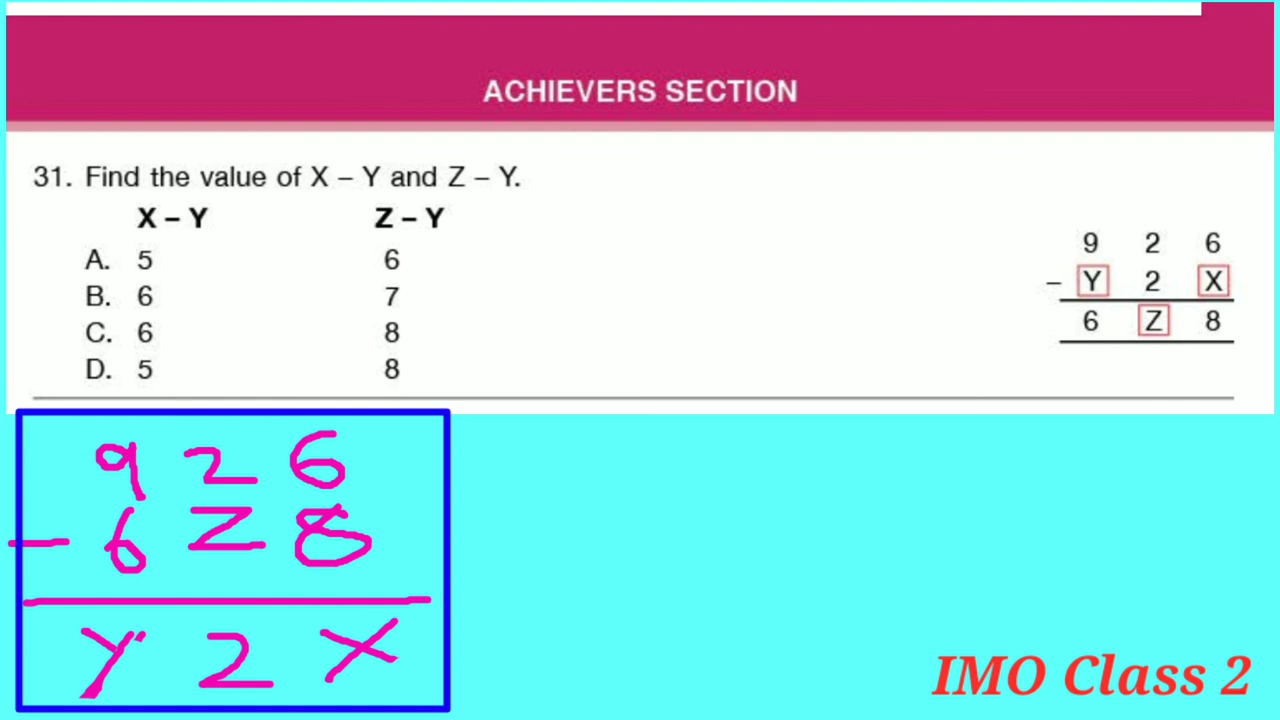 ACHIEVERS SECTION
31. Find the value of X – Y and Z – Y.
X – Y Z – Y
A. 5 6
B. 6 7
C. 6 8
D. 5 8
9 2 6
– Y 2 X
6 Z 8
9 2 6
– 6 Z 8
Y 2 X
IMO Class 2